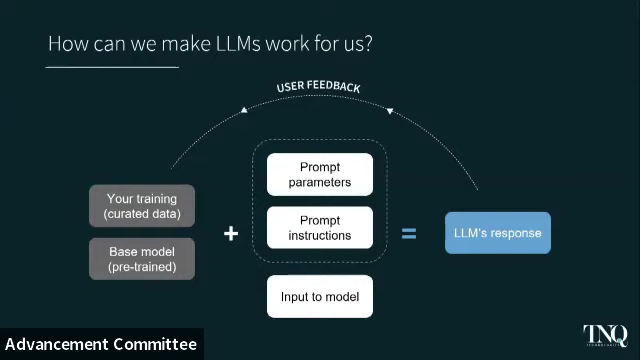 How can we make LLMs work for us?
USER FEEDBACK
Your training
(curated data)
Base model
(pre-trained)
+
Prompt
parameters
Prompt
instructions
Input to model
=
LLM's response
Advancement Committee
TNQ
TECHNOLOGIES